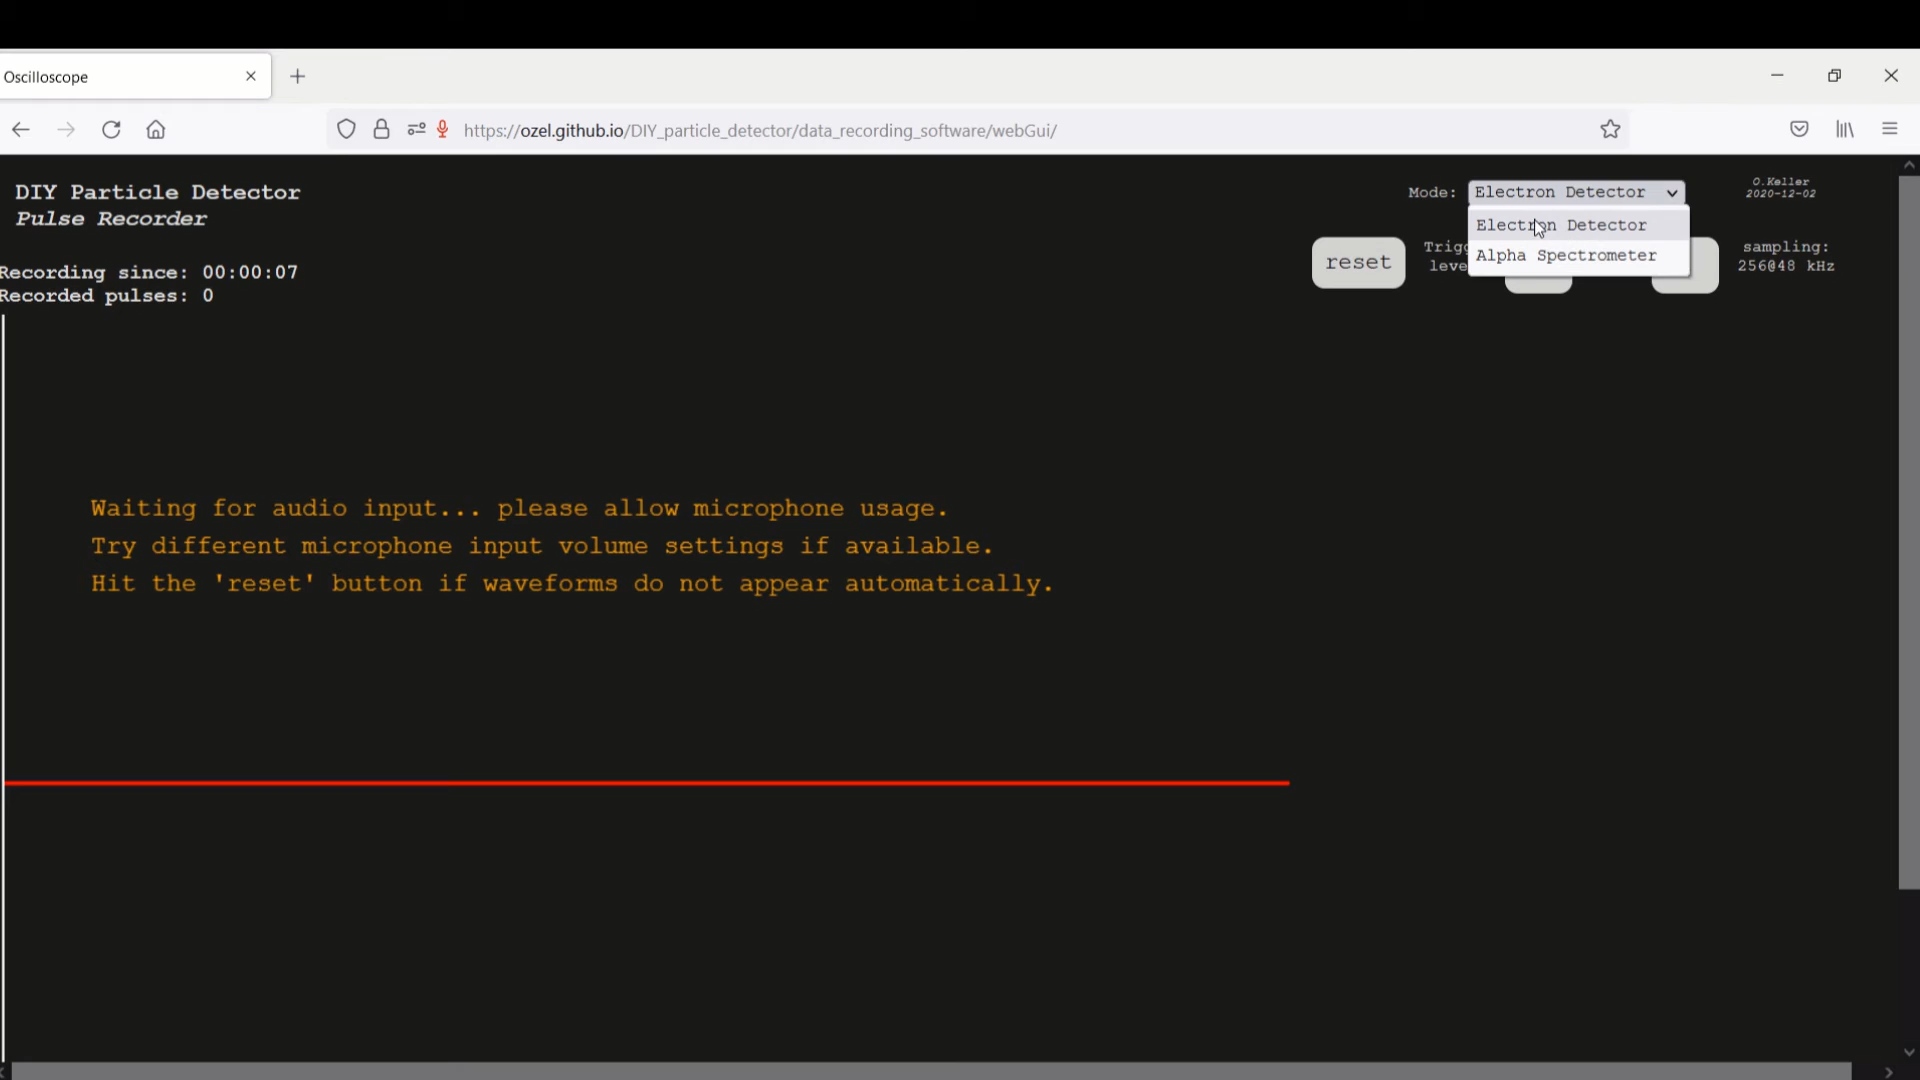 Oscilloscope
https://ozel.github.io/DIY_particle_detector/data_recording_software/webGui/
DIY Particle Detector
Pulse Recorder
Mode: Electron Detector
O.Keller
2020-12-02
Electron Detector
Alpha Spectrometer
reset
sampling:
256@48 kHz
Recording since: 00:00:07
Recorded pulses: 0
Waiting for audio input... please allow microphone usage.
Try different microphone input volume settings if available.
Hit the 'reset' button if waveforms do not appear automatically.